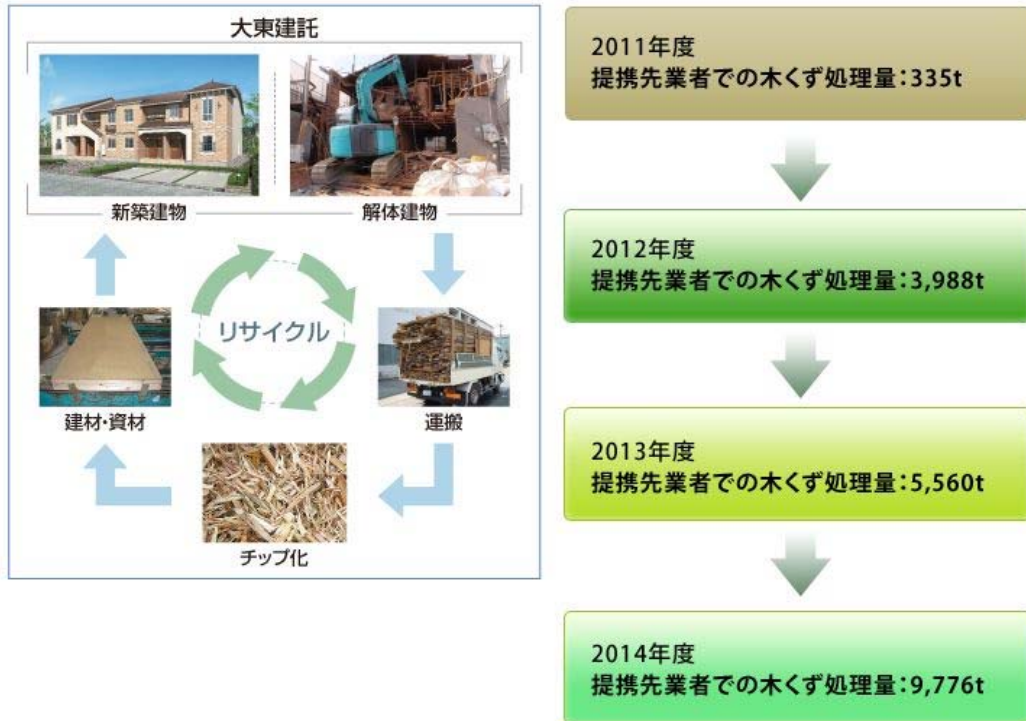 大東建託
新築建物
解体建物
リサイクル
建材・資材
運搬
チップ化
2011年度
提携先業者での木くず処理量：335t
2012年度
提携先業者での木くず処理量：3,988t
2013年度
提携先業者での木くず処理量：5,560t
2014年度
提携先業者での木くず処理量：9,776t